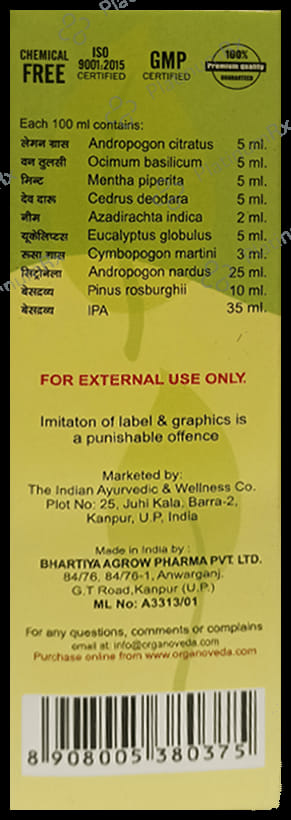 CHEMICAL FREE
ISO 9001:2015 CERTIFIED
GMP CERTIFIED
100% Premium Quality GUARANTEED
Each 100 ml contains:
लेमन ग्रास Andropogon citratus 5 ml.
वन तुलसी Ocimum basilicum 5 ml.
मिन्ट Mentha piperita 5 ml.
देव दारू Cedrus deodara 5 ml.
नीम Azadirachta indica 2 ml.
यूकेलिप्टस Eucalyptus globulus 5 ml.
रूसा ग्रास Cymbopogon martini 3 ml.
सिट्रोनेला Andropogon nardus 25 ml.
बेसद्रव्य Pinus rosburghii 10 ml.
बेसद्रव्य IPA 35 ml.
FOR EXTERNAL USE ONLY.
Imitaton of label & graphics is
a punishable offence
Marketed by:
The Indian Ayurvedic & Wellness Co.
Plot No: 25, Juhi Kala, Barra-2,
Kanpur, U.P. India
Made in India by :
BHARTIYA AGROW PHARMA PVT. LTD.
84/76, 84/76-1, Anwarganj.
G.T Road,Kanpur (U.P.)
ML No: A3313/01
For any questions, comments or complains
email at: info@organoveda.com
Purchase online from www.organoveda.com
8 908005 380375